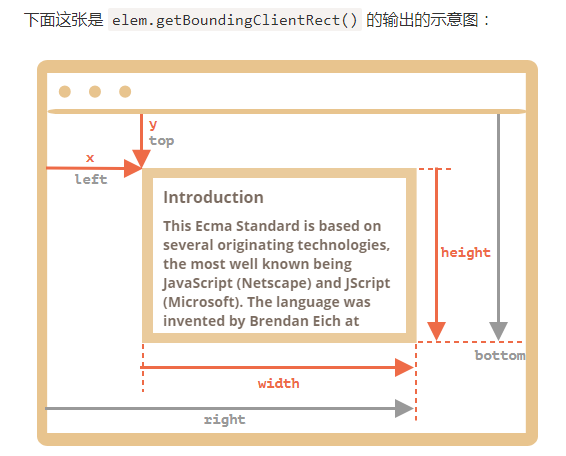 下面这张是 elem.getBoundingClientRect() 的输出的示意图：
y
top
x
left
Introduction
This Ecma Standard is based on
several originating technologies,
the most well known being
JavaScript (Netscape) and JScript
(Microsoft). The language was
invented by Brendan Eich at
height
bottom
width
right